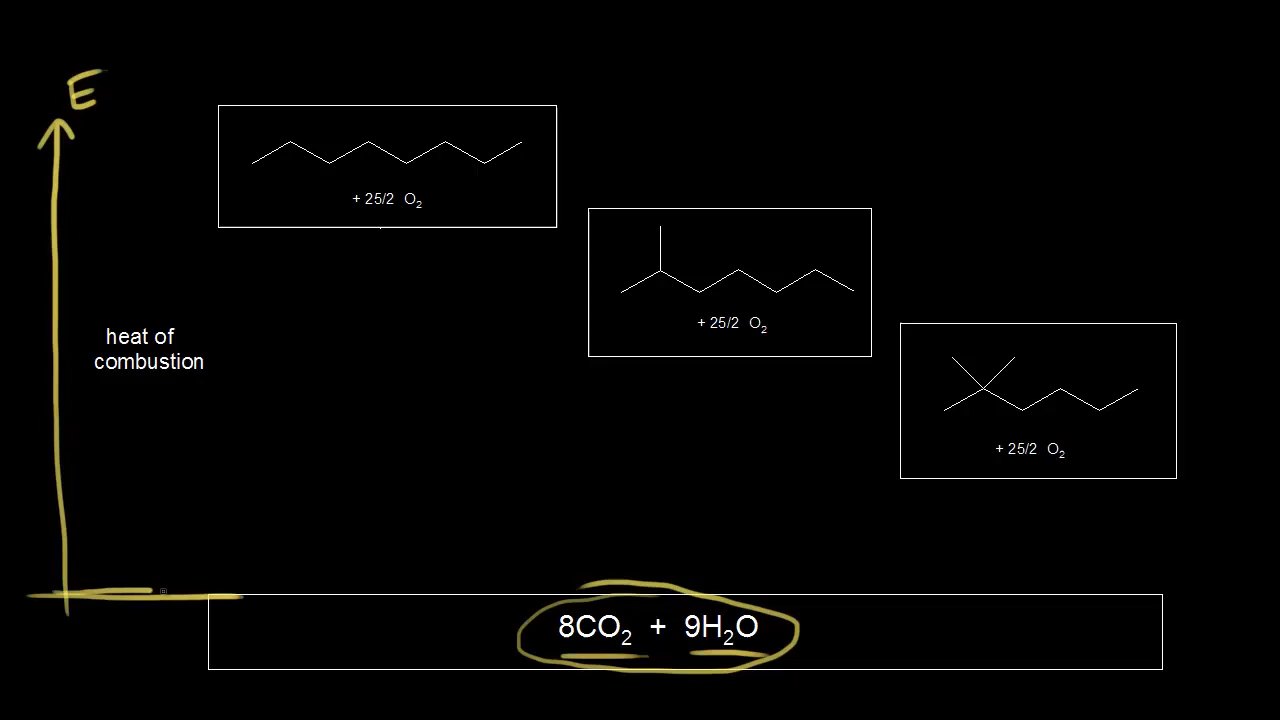 E
+ 25/2 O₂
+ 25/2 O₂
heat of
combustion
+ 25/2 O₂
8CO₂ + 9H₂O